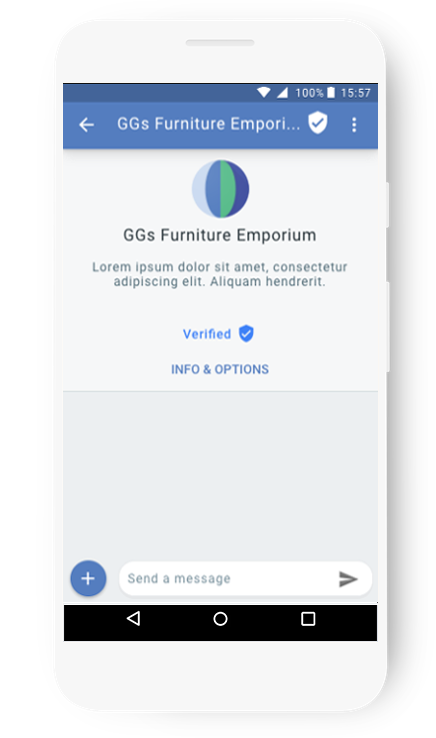 100% 15:57
GGs Furniture Empori...
GGs Furniture Emporium
Lorem ipsum dolor sit amet, consectetur
adipiscing elit. Aliquam hendrerit.
Verified
INFO & OPTIONS
Send a message